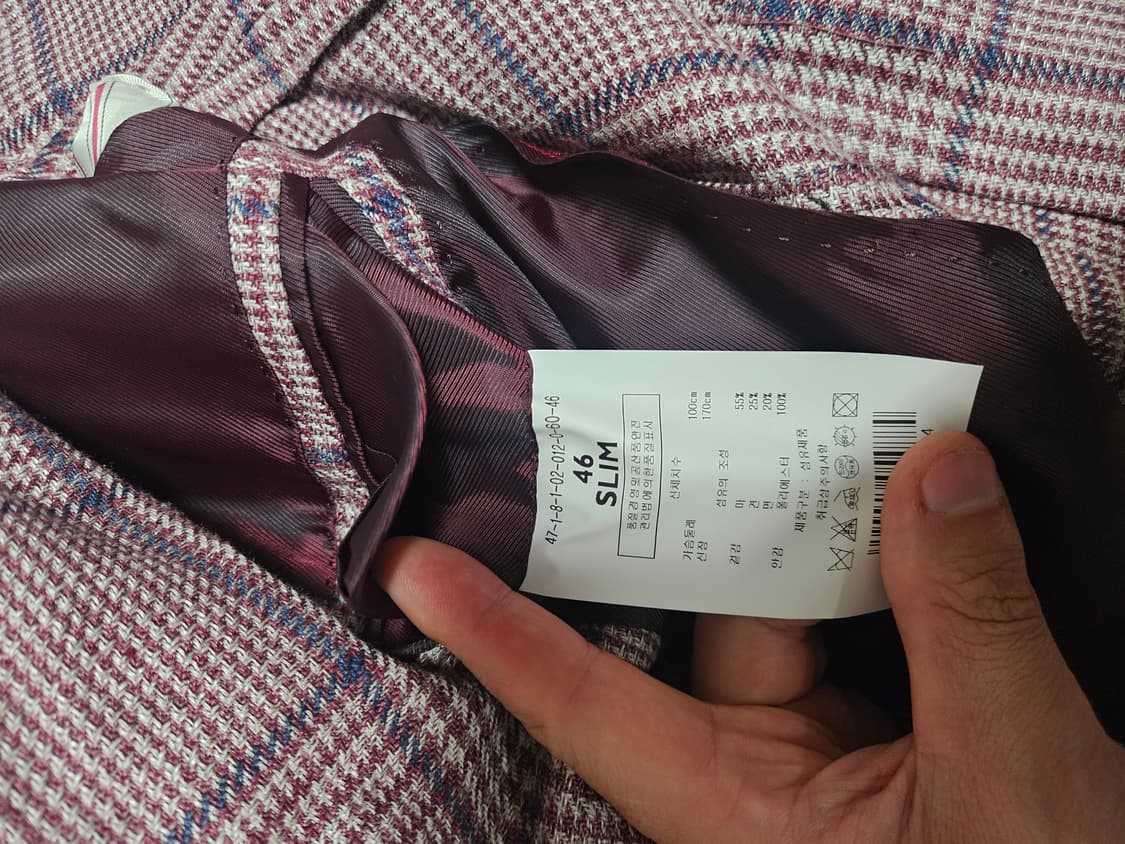 47-1-8-1-02-012-0-60-46
46
SLIM
품질경영및공산품안전
관리법에의한품질표시
신체치수
가슴둘레 100cm
신장 170cm
섬유의 조성
겉감 마 55%
견 25%
면 20%
안감 폴리에스터 100%
제품구분 : 섬유제품
취급상주의사항
4